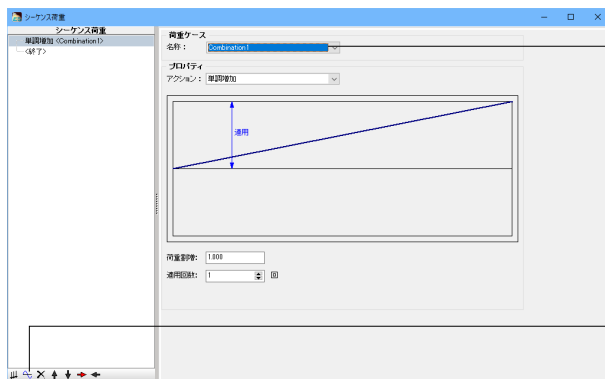 シーケンス荷重
シーケンス荷重
単調増加 <Combination1>
<終了>
荷重ケース
名称：
Combination1
プロパティ
アクション：
単調増加
適用
荷重割増:
1.000
適用回数:
1
回